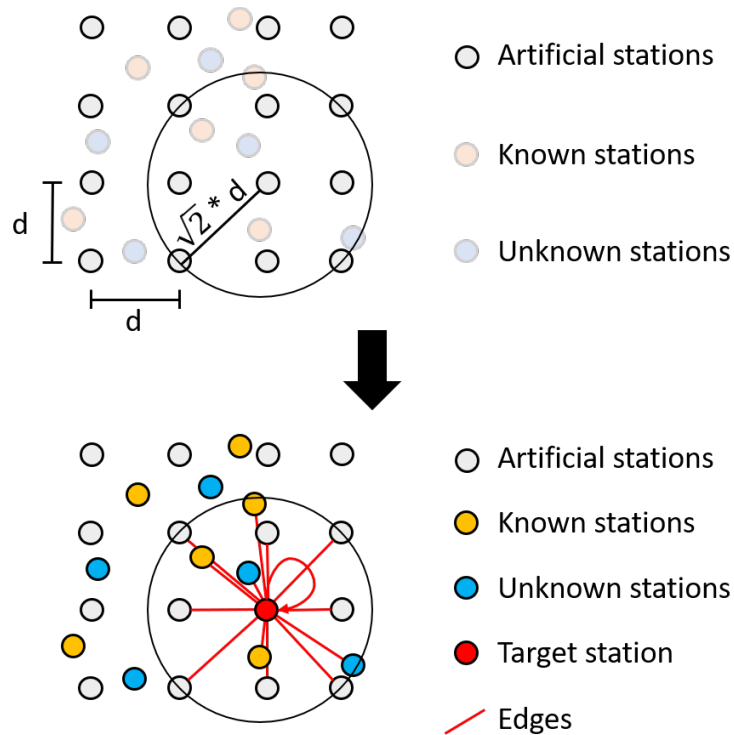 Artificial stations
Known stations
√2 * d
d
Unknown stations
d
Artificial stations
Known stations
Unknown stations
Target station
Edges